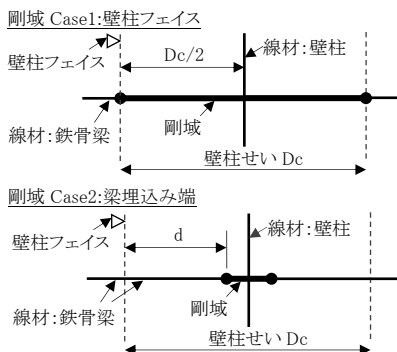 剛域 Case1:壁柱フェイス
壁柱フェイス
Dc/2
線材:壁柱
線材:鉄骨梁
剛域
壁柱せい Dc
剛域 Case2:梁埋込み端
壁柱フェイス
d
線材:壁柱
線材:鉄骨梁
剛域
壁柱せい Dc